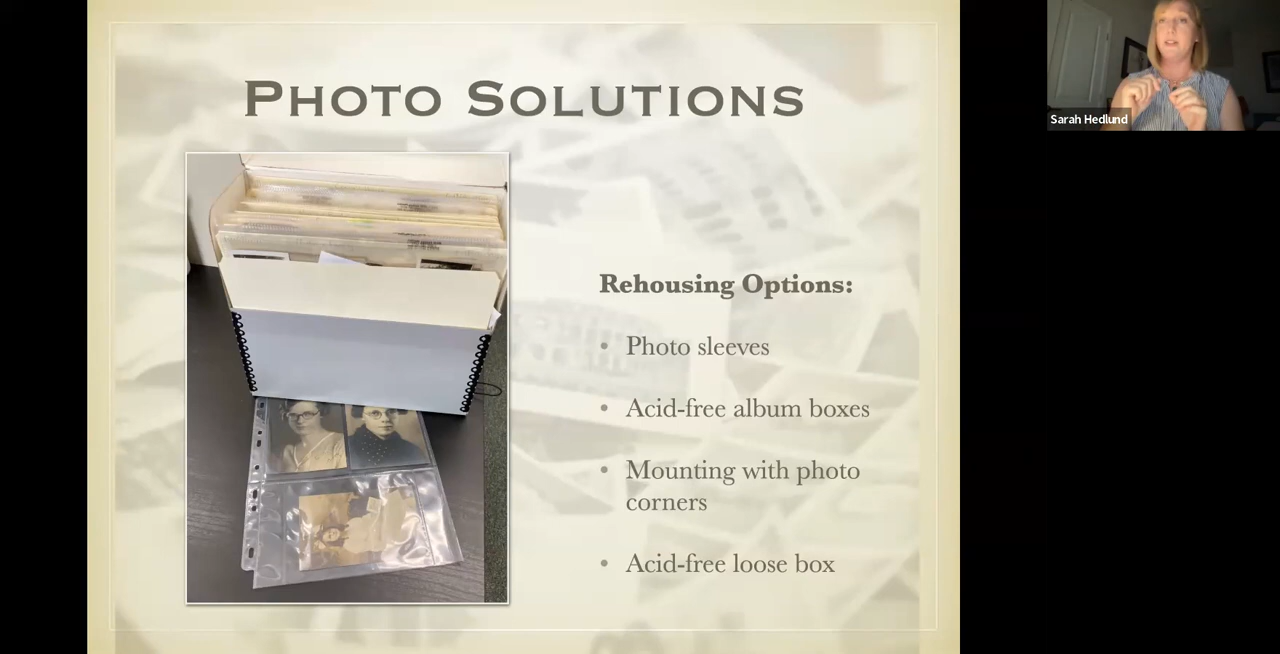 PHOTO SOLUTIONS
Sarah Hedlund
Rehousing Options:
• Photo sleeves
• Acid-free album boxes
• Mounting with photo
corners
• Acid-free loose box